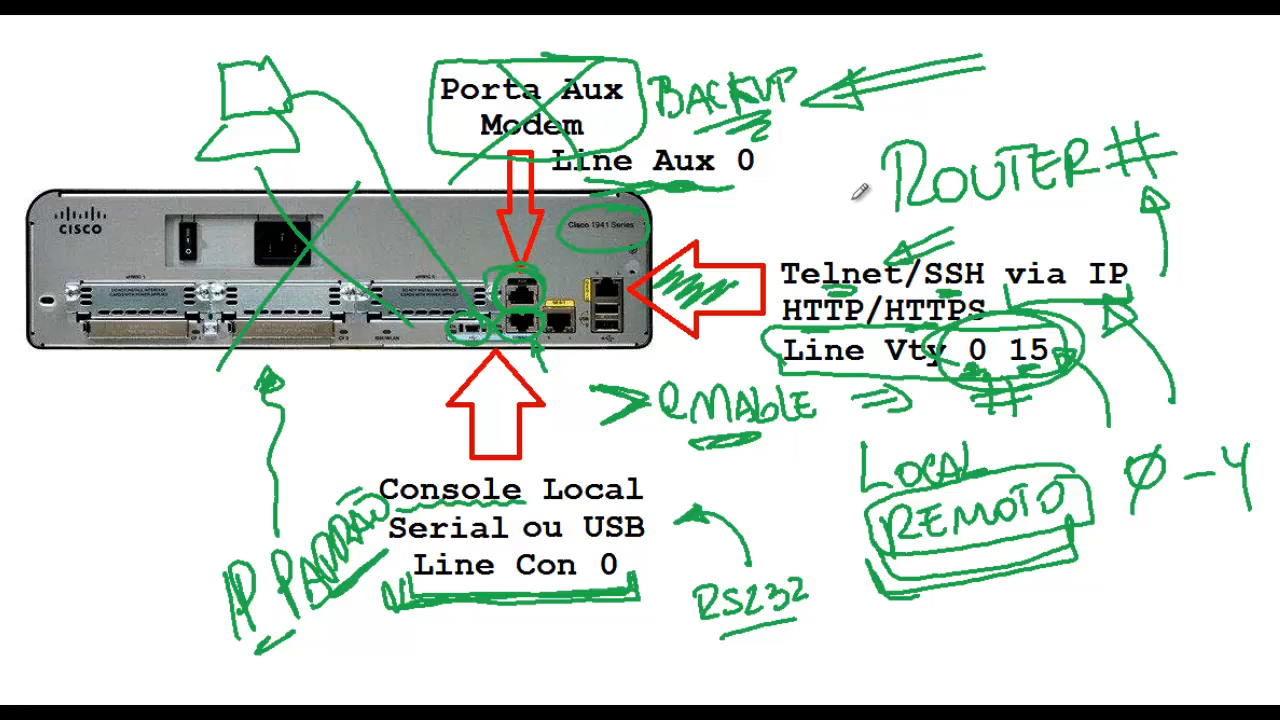 Porta Aux
Modem
BACKUP
Line Aux 0
ROUTER #
CISCO
Cisco 1941 Series
Telnet/SSH via IP
HTTP/HTTPS
Line Vty 0 15
> ENABLE => #
LOCAL
REMOTO
0 - 4
Console Local
Serial ou USB
Line Con 0
IP PADRÃO
RS232